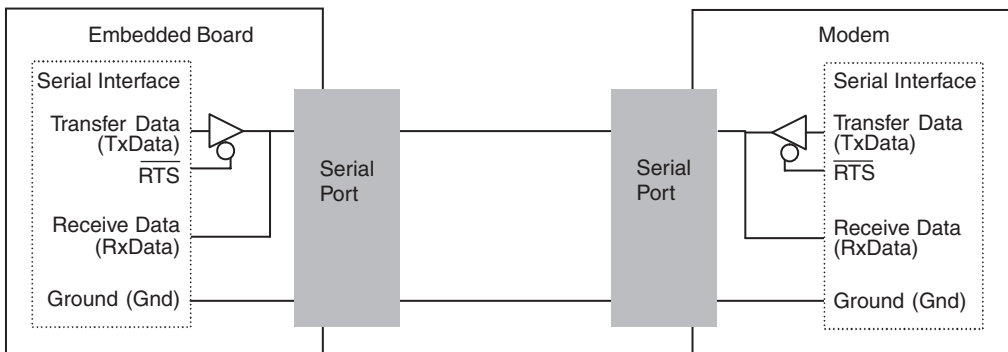 Embedded Board
Serial Interface
Transfer Data
(TxData)
RTS
Receive Data
(RxData)
Ground (Gnd)
Serial
Port
Serial
Port
Modem
Serial Interface
Transfer Data
(TxData)
RTS
Receive Data
(RxData)
Ground (Gnd)